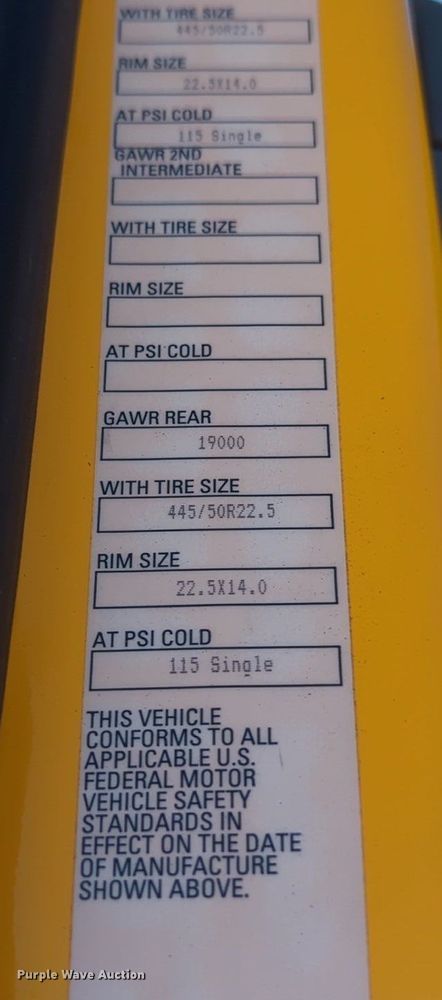 WITH TIRE SIZE
445/50R22.5
RIM SIZE
22.5X14.0
AT PSI COLD
115 Single
GAWR 2ND
INTERMEDIATE
WITH TIRE SIZE
RIM SIZE
AT PSI COLD
GAWR REAR
19000
WITH TIRE SIZE
445/50R22.5
RIM SIZE
22.5X14.0
AT PSI COLD
115 Single
THIS VEHICLE
CONFORMS TO ALL
APPLICABLE U.S.
FEDERAL MOTOR
VEHICLE SAFETY
STANDARDS IN
EFFECT ON THE DATE
OF MANUFACTURE
SHOWN ABOVE.
Purple Wave Auction